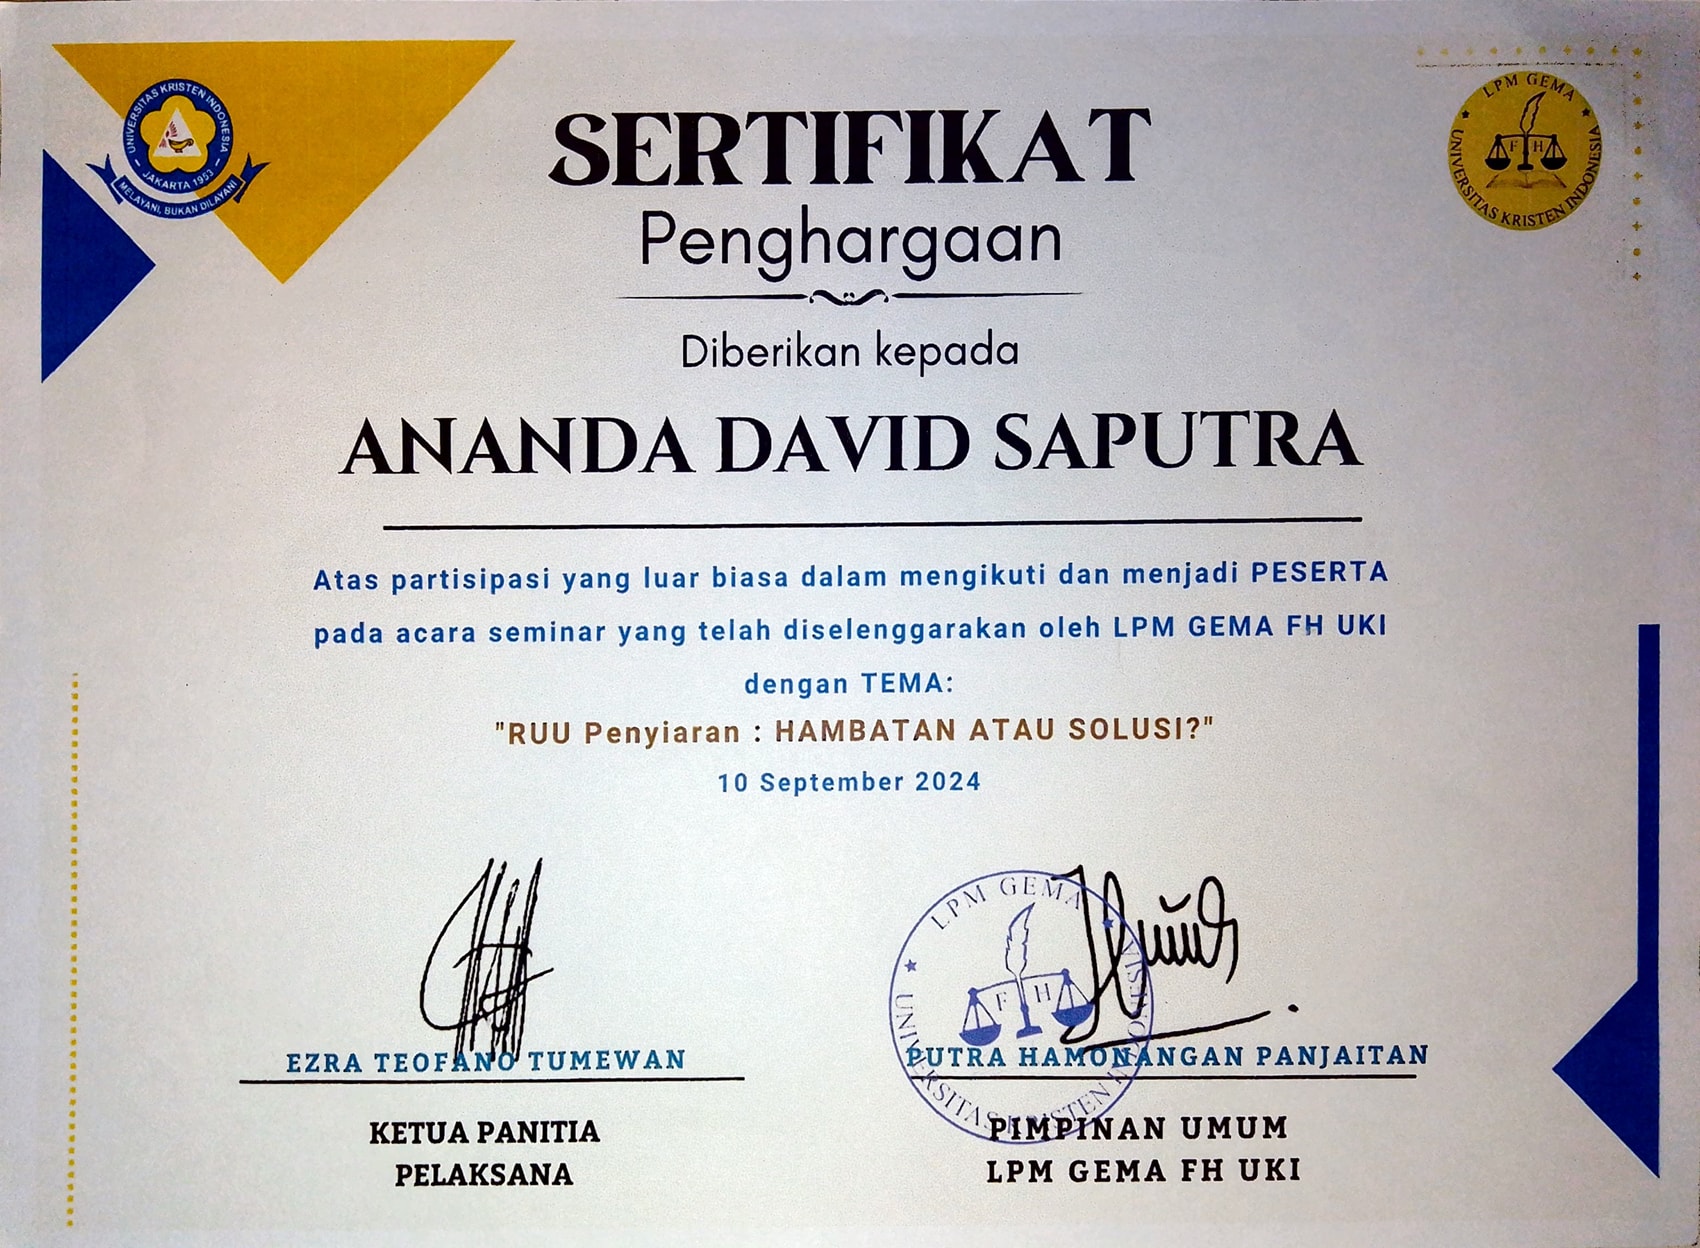 UNIVERSITAS KRISTEN INDONESIA
JAKARTA 1953
MELAYANI, BUKAN DILAYANI
LPM GEMA
F H
UNIVERSITAS KRISTEN INDONESIA
SERTIFIKAT
Penghargaan
Diberikan kepada
ANANDA DAVID SAPUTRA
Atas partisipasi yang luar biasa dalam mengikuti dan menjadi PESERTA
pada acara seminar yang telah diselenggarakan oleh LPM GEMA FH UKI
dengan TEMA:
"RUU Penyiaran : HAMBATAN ATAU SOLUSI?"
10 September 2024
LPM GEMA
F H
UNIVERSITAS KRISTEN INDONESIA
EZRA TEOFANO TUMEWAN
KETUA PANITIA
PELAKSANA
PUTRA HAMONANGAN PANJAITAN
PIMPINAN UMUM
LPM GEMA FH UKI